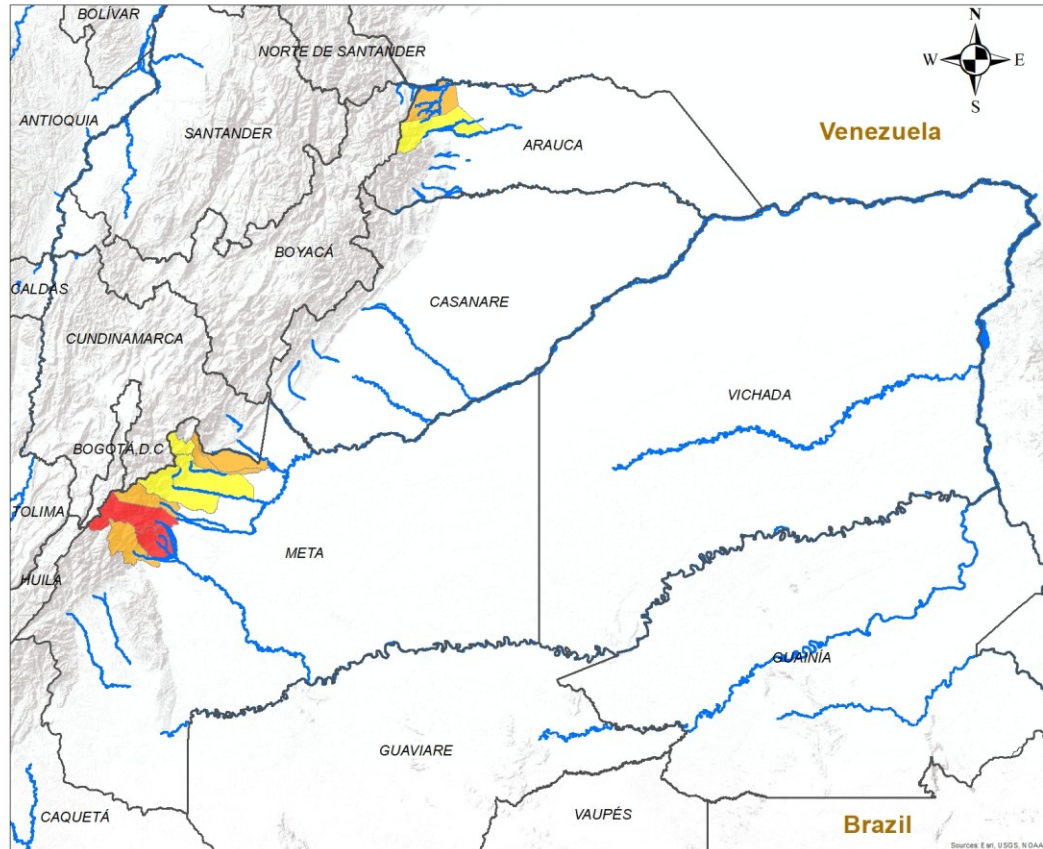 BOLÍVAR
NORTE DE SANTANDER
N
W
E
S
ANTIOQUIA
SANTANDER
ARAUCA
Venezuela
BOYACÁ
CALDAS
CASANARE
CUNDINAMARCA
VICHADA
BOGOTÁ,D.C
TOLIMA
META
HUILA
GUAINÍA
GUAVIARE
CAQUETÁ
VAUPÉS
Brazil
Sources: Esri, USGS, NOAA